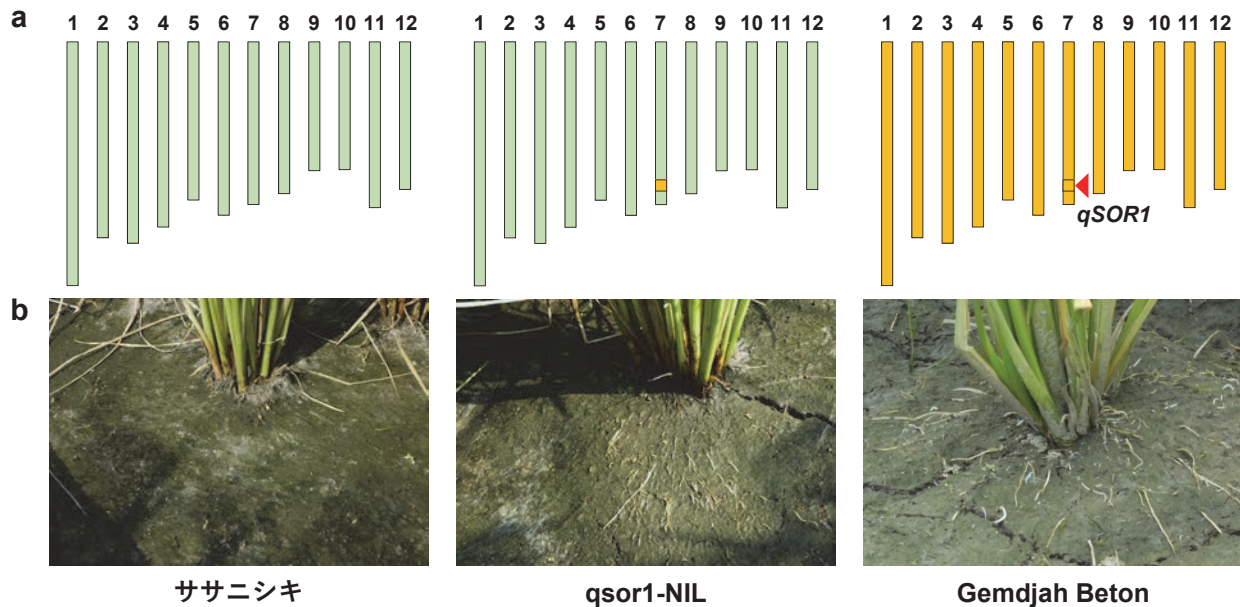 a
1 2 3 4 5 6 7 8 9 10 11 12
1 2 3 4 5 6 7 8 9 10 11 12
1 2 3 4 5 6 7 8 9 10 11 12
qSOR1
b
ササニシキ
qsor1-NIL
Gemdjah Beton